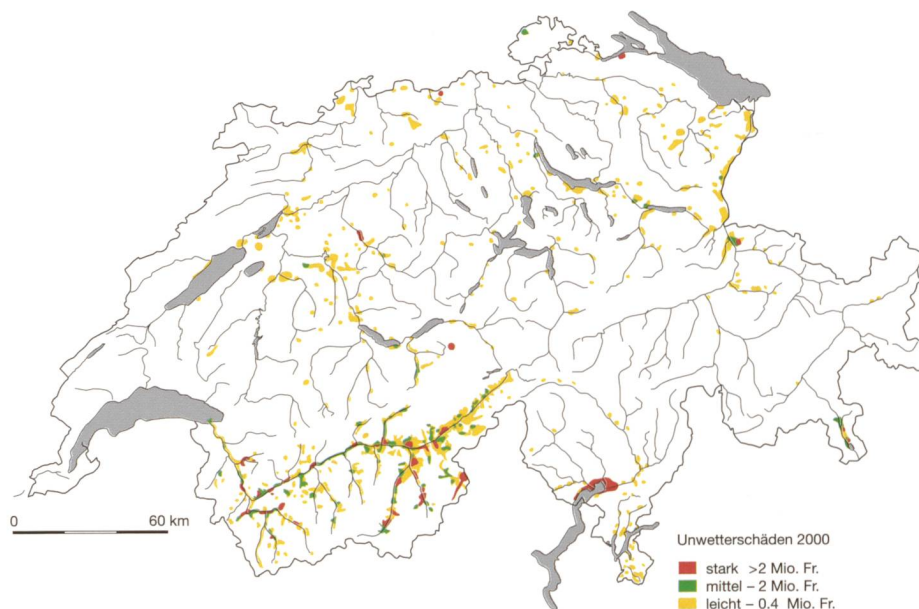 0 60 km
Unwetterschäden 2000
stark >2 Mio. Fr.
mittel – 2 Mio. Fr.
leicht – 0.4 Mio. Fr.